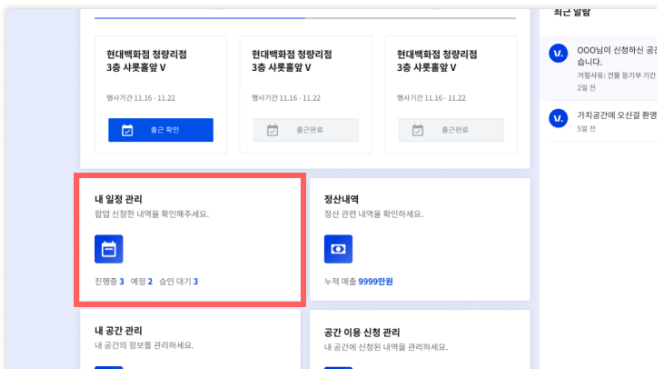 최근 알람
현대백화점 청량리점
3층 샤롯홀앞 V
행사기간 11.16 - 11.22
출근 확인
현대백화점 청량리점
3층 샤롯홀앞 V
행사기간 11.16 - 11.22
출근완료
현대백화점 청량리점
3층 샤롯홀앞 V
행사기간 11.16 - 11.22
출근완료
V.
OOO님이 신청하신 공간
습니다.
거절사유: 건물 등기부 기간
2일 전
V.
가치공간에 오신걸 환영
5일 전
내 일정 관리
팝업 신청한 내역을 확인해주세요.
진행중 3 예정 2 승인 대기 3
정산내역
정산 관련 내역을 확인하세요.
누적 매출 9999만원
내 공간 관리
내 공간의 정보를 관리하세요.
공간 이용 신청 관리
내 공간에 신청된 내역을 관리하세요.